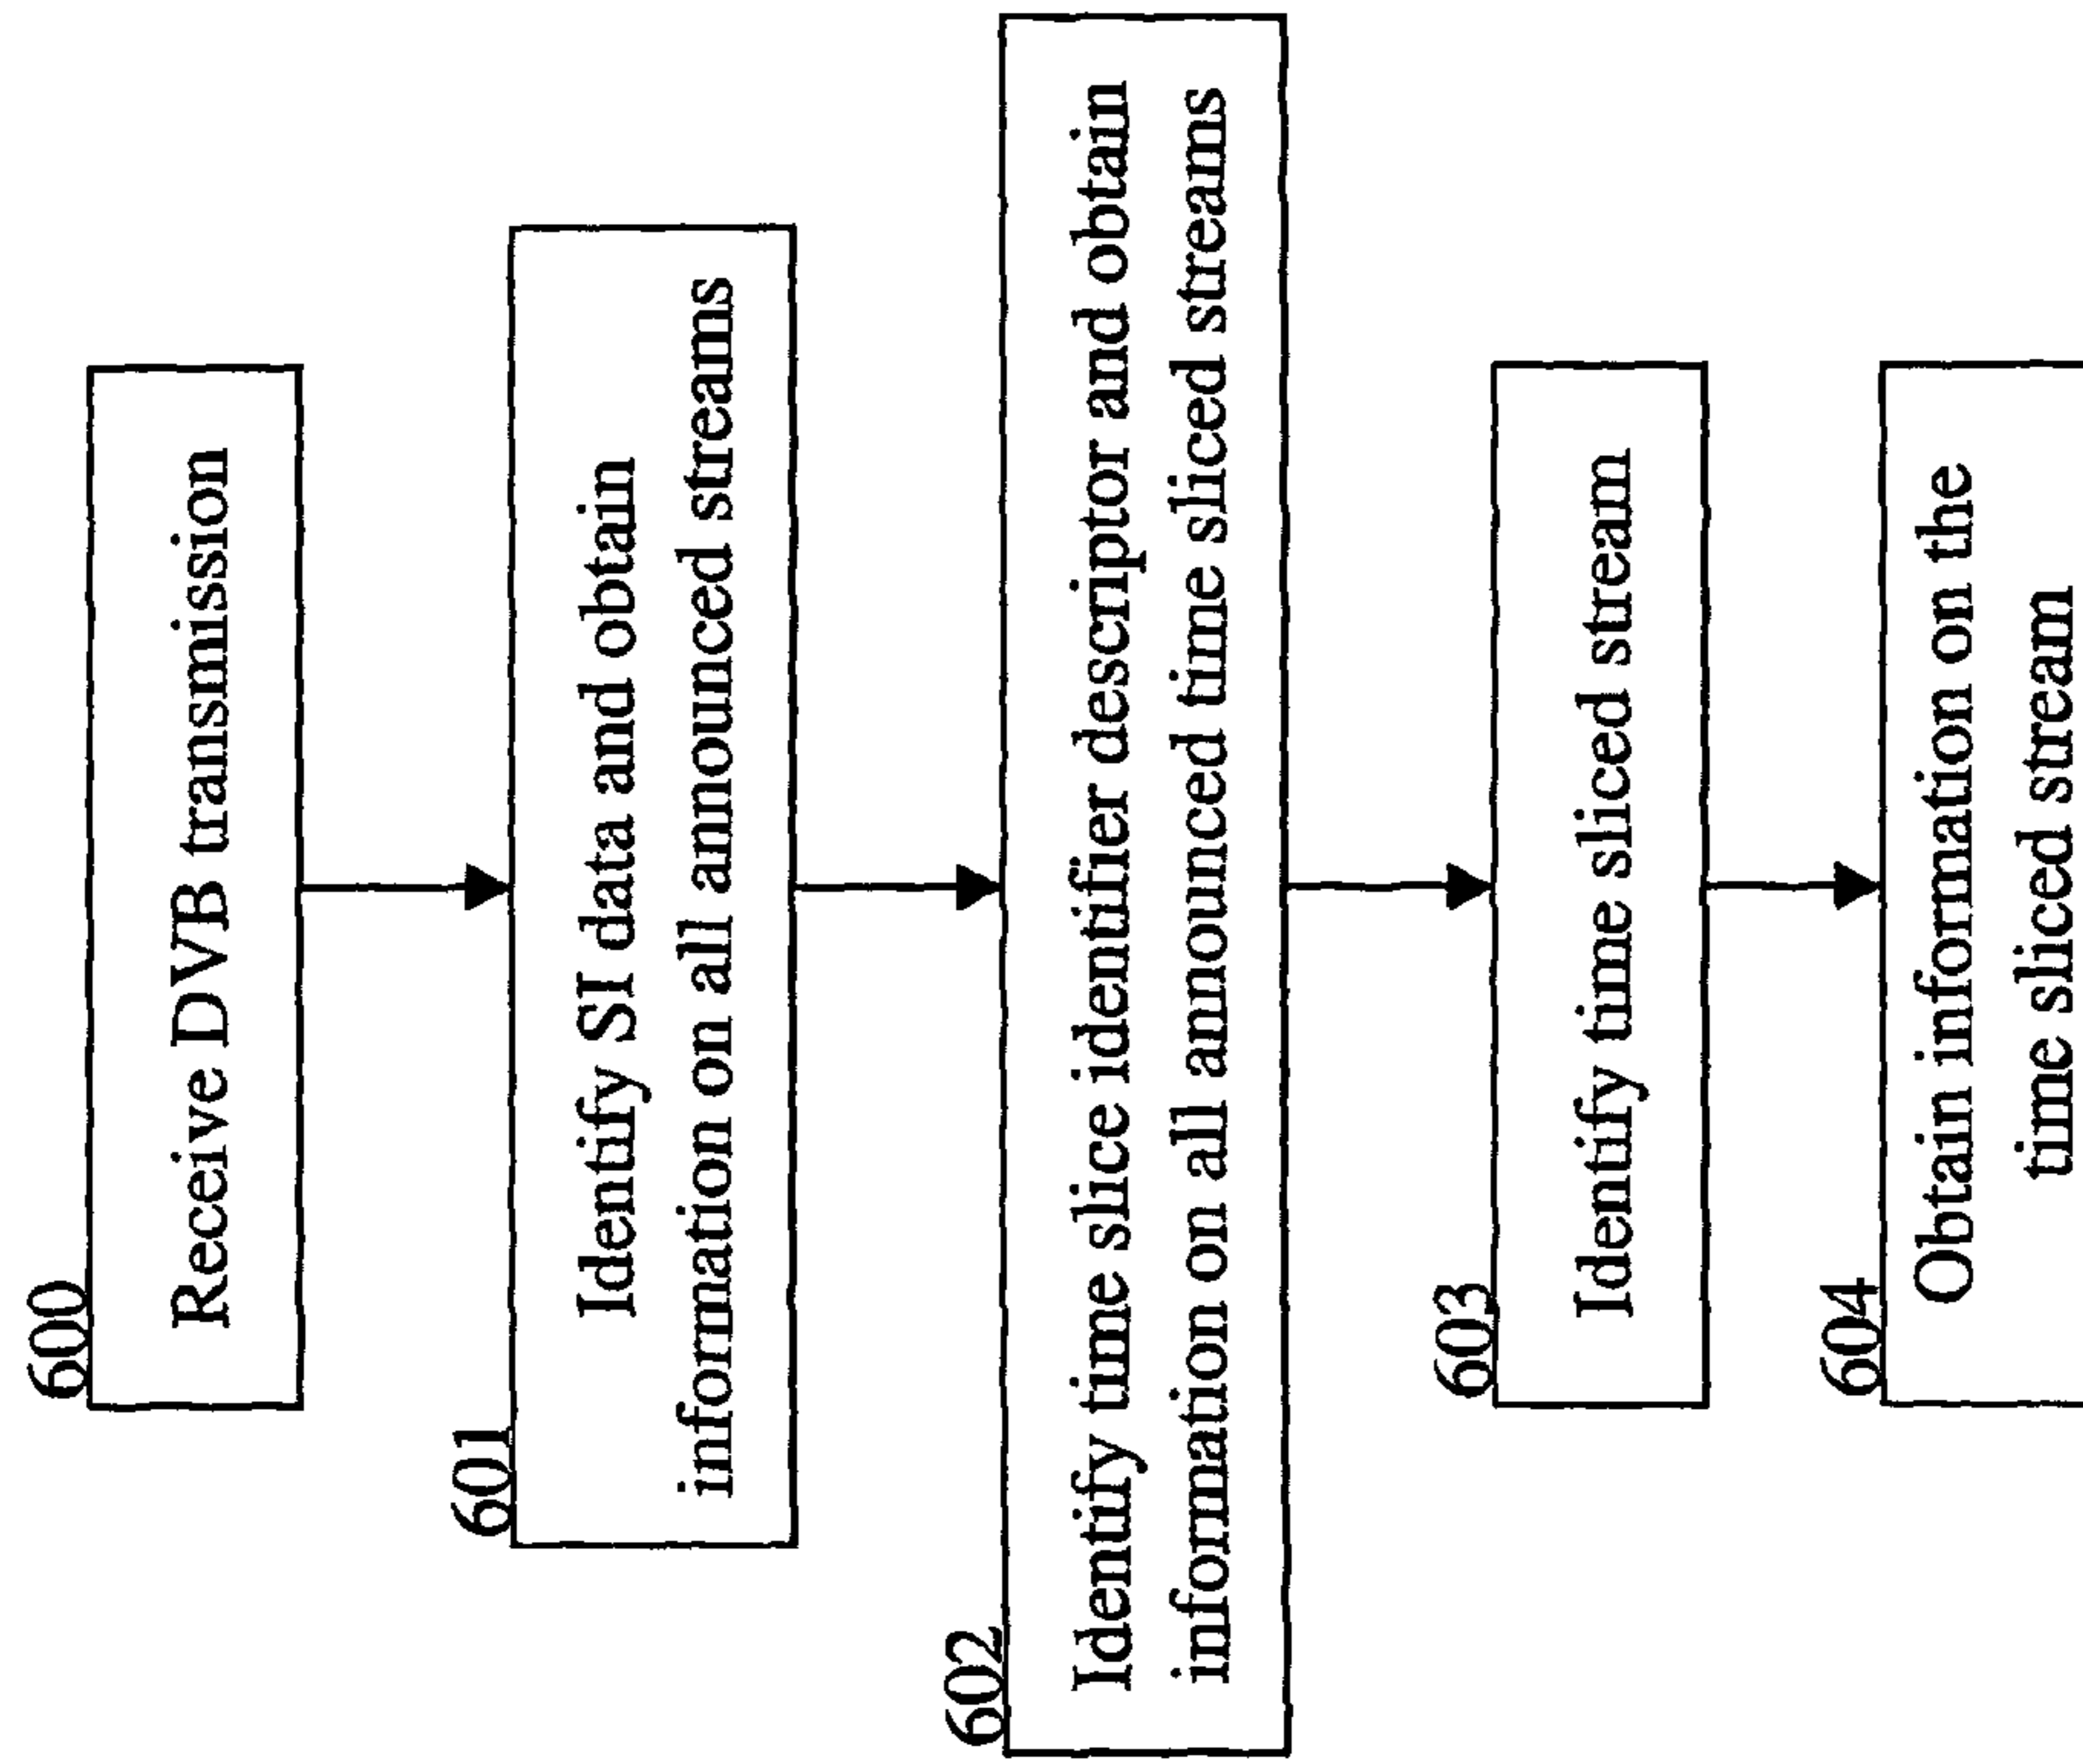 600
Receive DVB transmission
601
Identify SI data and obtain
information on all announced streams
602
Identify time slice identifier descriptor and obtain
information on all announced time sliced streams
603
Identify time sliced stream
604
Obtain information on the
time sliced stream